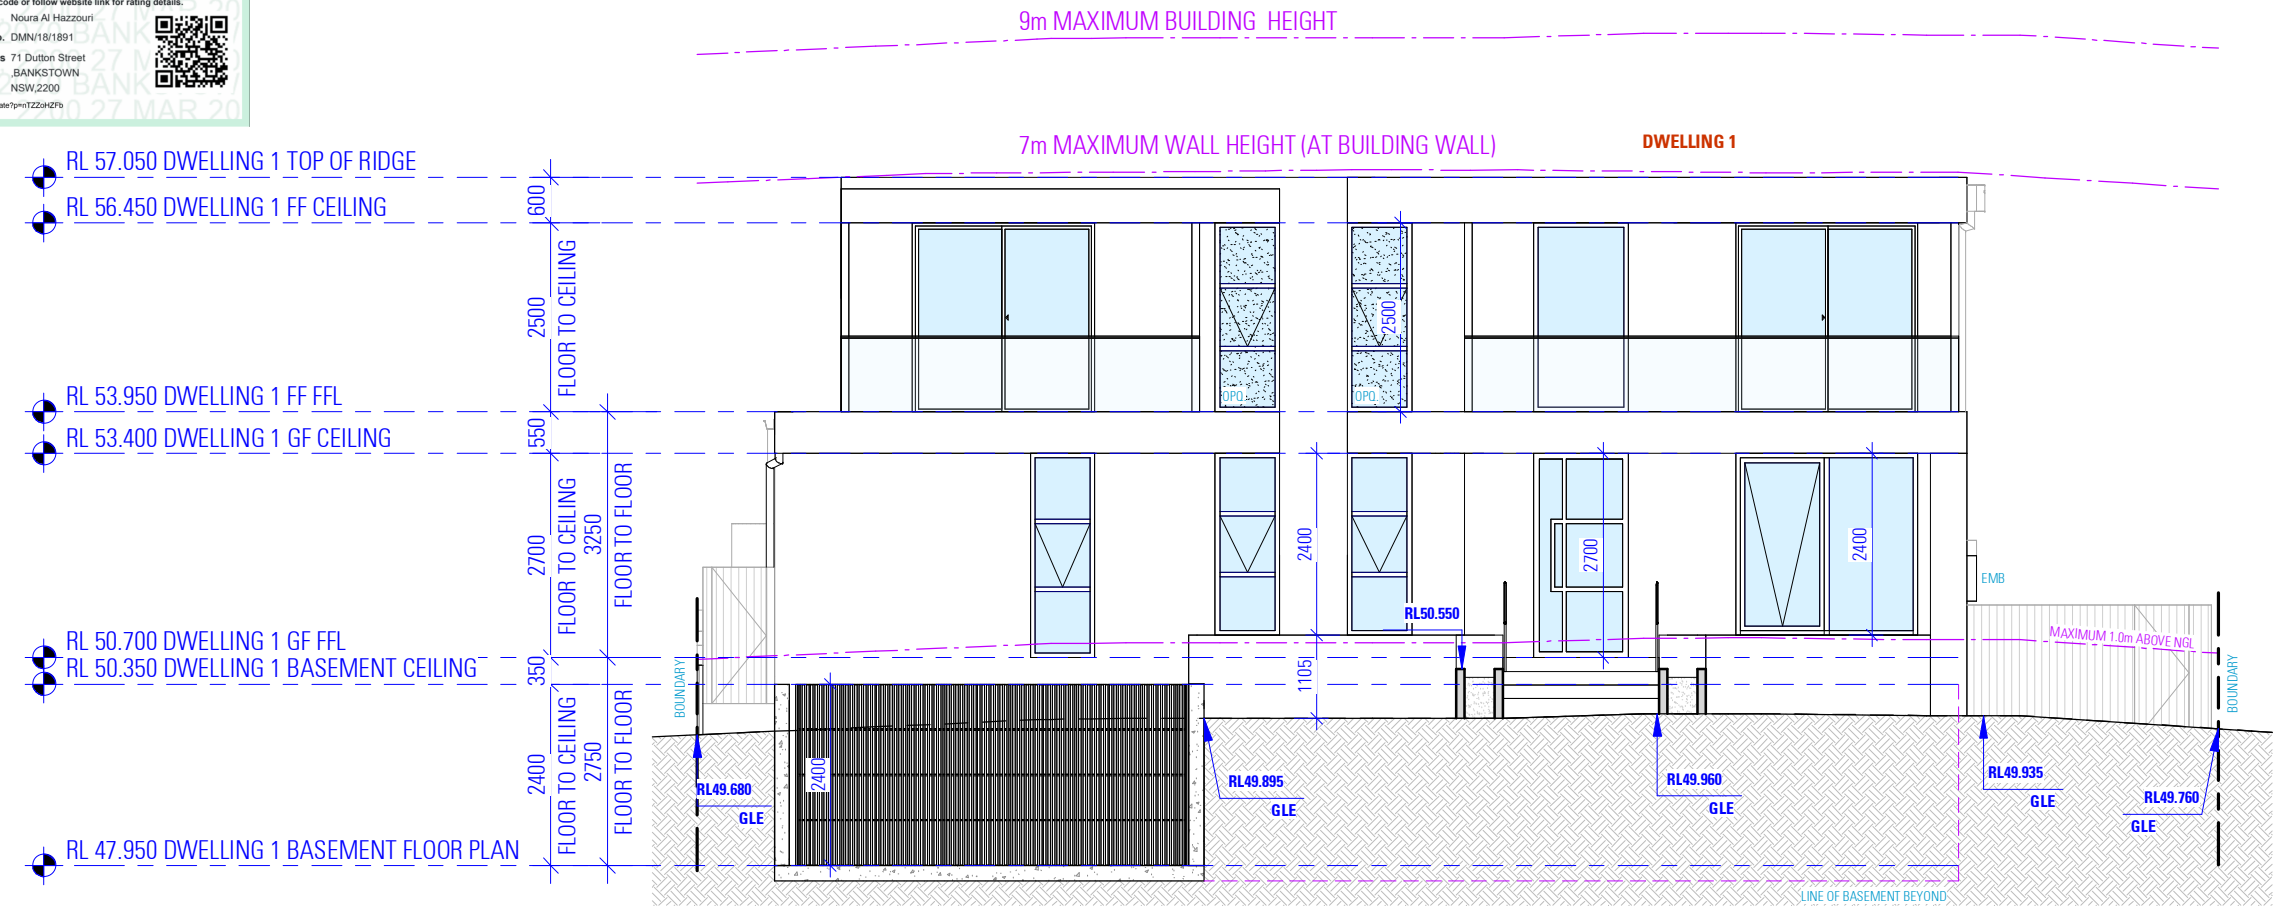 code or follow website link for rating details.
Noura Al Hazzouri
DMN/18/1891
71 Dutton Street
,BANKSTOWN
NSW,2200
ate?p=nTZZoHZFb
9m MAXIMUM BUILDING HEIGHT
7m MAXIMUM WALL HEIGHT (AT BUILDING WALL)
DWELLING 1
RL 57.050 DWELLING 1 TOP OF RIDGE
RL 56.450 DWELLING 1 FF CEILING
RL 53.950 DWELLING 1 FF FFL
RL 53.400 DWELLING 1 GF CEILING
RL 50.700 DWELLING 1 GF FFL
RL 50.350 DWELLING 1 BASEMENT CEILING
RL 47.950 DWELLING 1 BASEMENT FLOOR PLAN
600
2500
FLOOR TO CEILING
550
2700
FLOOR TO CEILING
3250
FLOOR TO FLOOR
350
2400
FLOOR TO CEILING
2750
FLOOR TO FLOOR
OPQ.
OPQ.
2500
2400
2700
2400
1105
2400
RL50.550
EMB
MAXIMUM 1.0m ABOVE NGL
BOUNDARY
BOUNDARY
RL49.680
GLE
RL49.895
GLE
RL49.960
GLE
RL49.935
GLE
RL49.760
GLE
LINE OF BASEMENT BEYOND